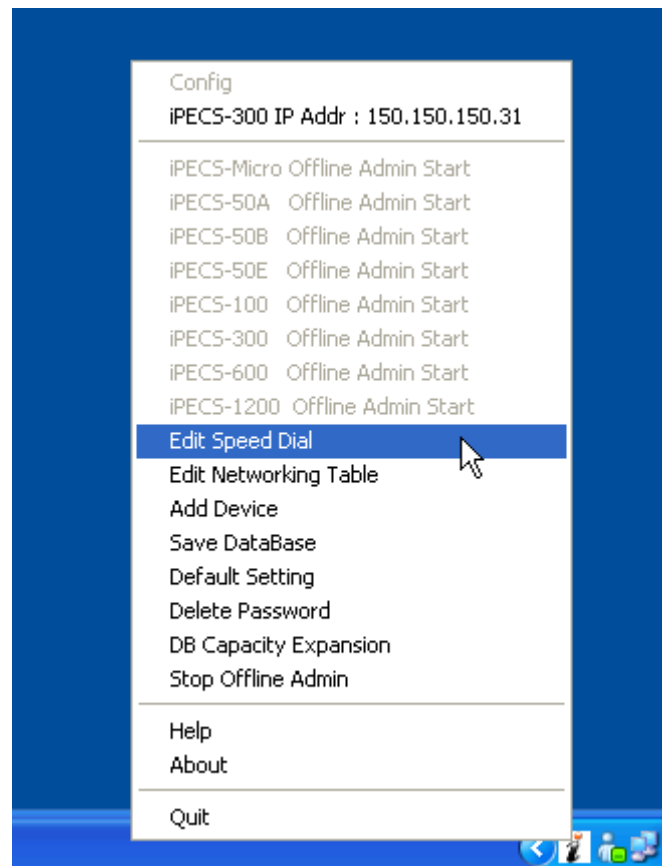 Config
iPECS-300 IP Addr : 150.150.150.31
iPECS-Micro Offline Admin Start
iPECS-50A Offline Admin Start
iPECS-50B Offline Admin Start
iPECS-50E Offline Admin Start
iPECS-100 Offline Admin Start
iPECS-300 Offline Admin Start
iPECS-600 Offline Admin Start
iPECS-1200 Offline Admin Start
Edit Speed Dial
Edit Networking Table
Add Device
Save DataBase
Default Setting
Delete Password
DB Capacity Expansion
Stop Offline Admin
Help
About
Quit